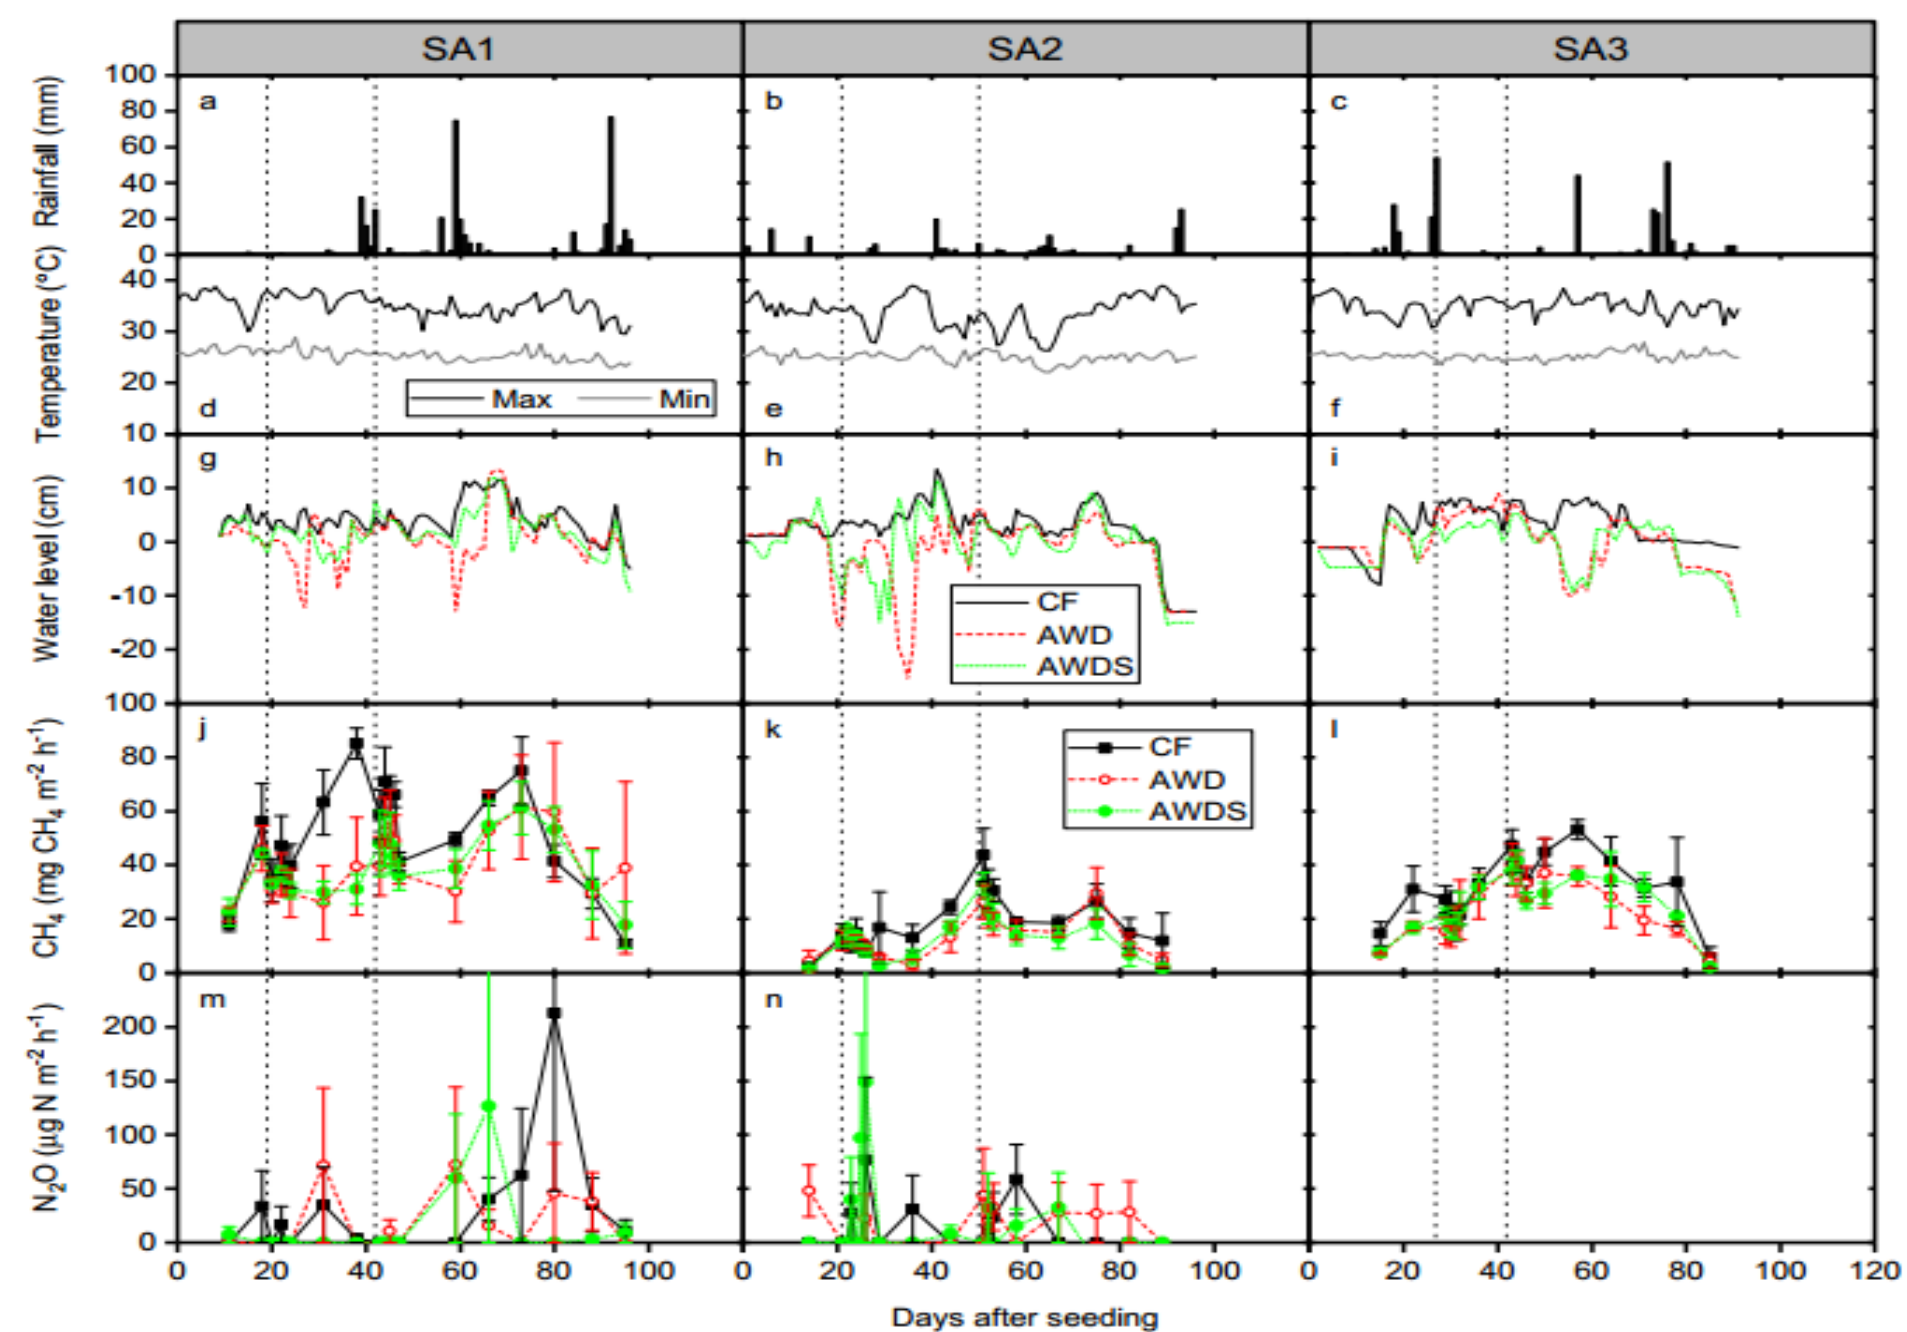 SA1 SA2 SA3
Rainfall (mm)
100
80
60
40
20
0
a b c
Temperature (°C)
40
30
20
10
d e f
Max Min
Water level (cm)
10
0
-10
-20
g h i
CF
AWD
AWDS
CH4 (mg CH4 m-2 h-1)
100
80
60
40
20
0
j k l
CF
AWD
AWDS
N2O (µg N m-2 h-1)
200
150
100
50
0
m n
0 20 40 60 80 100 0 20 40 60 80 100 20 40 60 80 100 120
Days after seeding